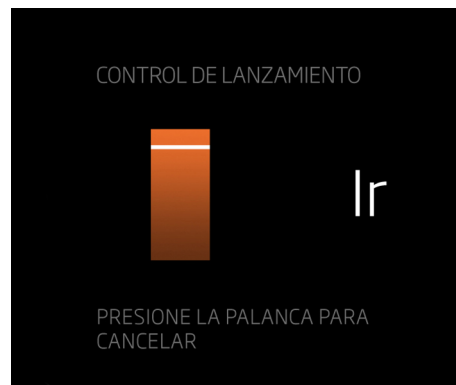 CONTROL DE LANZAMIENTO
Ir
PRESIONE LA PALANCA PARA
CANCELAR